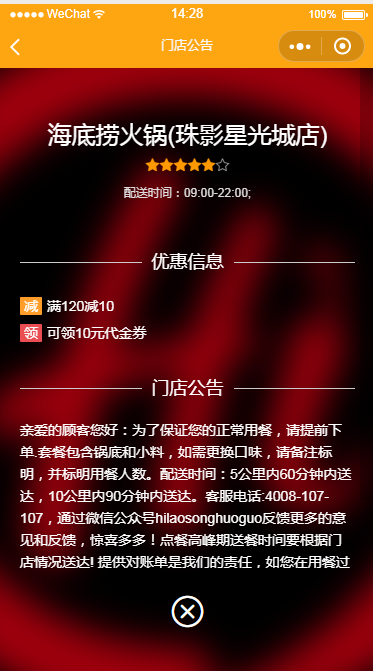 WeChat 14:28 100%
门店公告
海底捞火锅(珠影星光城店)
配送时间：09:00-22:00;
优惠信息
减 满120减10
领 可领10元代金券
门店公告
亲爱的顾客您好：为了保证您的正常用餐，请提前下
单.套餐包含锅底和小料，如需更换口味，请备注标
明，并标明用餐人数。配送时间：5公里内60分钟内送
达，10公里内90分钟内送达。客服电话:4008-107-
107，通过微信公众号hilaosonghuoguo反馈更多的意
见和反馈，惊喜多多！点餐高峰期送餐时间要根据门
店情况送达! 提供对账单是我们的责任，如您在用餐过